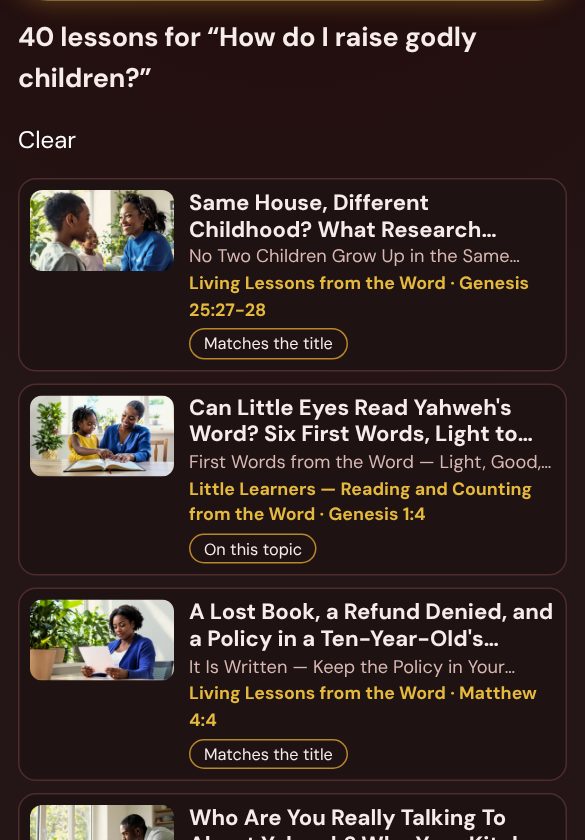 40 lessons for “How do I raise godly
children?”
Clear
Same House, Different
Childhood? What Research...
No Two Children Grow Up in the Same...
Living Lessons from the Word · Genesis
25:27-28
Matches the title
Can Little Eyes Read Yahweh's
Word? Six First Words, Light to...
First Words from the Word — Light, Good,...
Little Learners — Reading and Counting
from the Word · Genesis 1:4
On this topic
A Lost Book, a Refund Denied, and
a Policy in a Ten-Year-Old's...
It Is Written — Keep the Policy in Your...
Living Lessons from the Word · Matthew
4:4
Matches the title
Who Are You Really Talking To